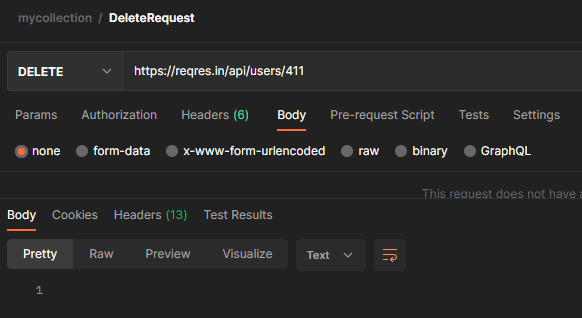 mycollection / DeleteRequest
DELETE https://reqres.in/api/users/411
Params Authorization Headers (6) Body Pre-request Script Tests Settings
none form-data x-www-form-urlencoded raw binary GraphQL
This request does not have a
Body Cookies Headers (13) Test Results
Pretty Raw Preview Visualize Text
1